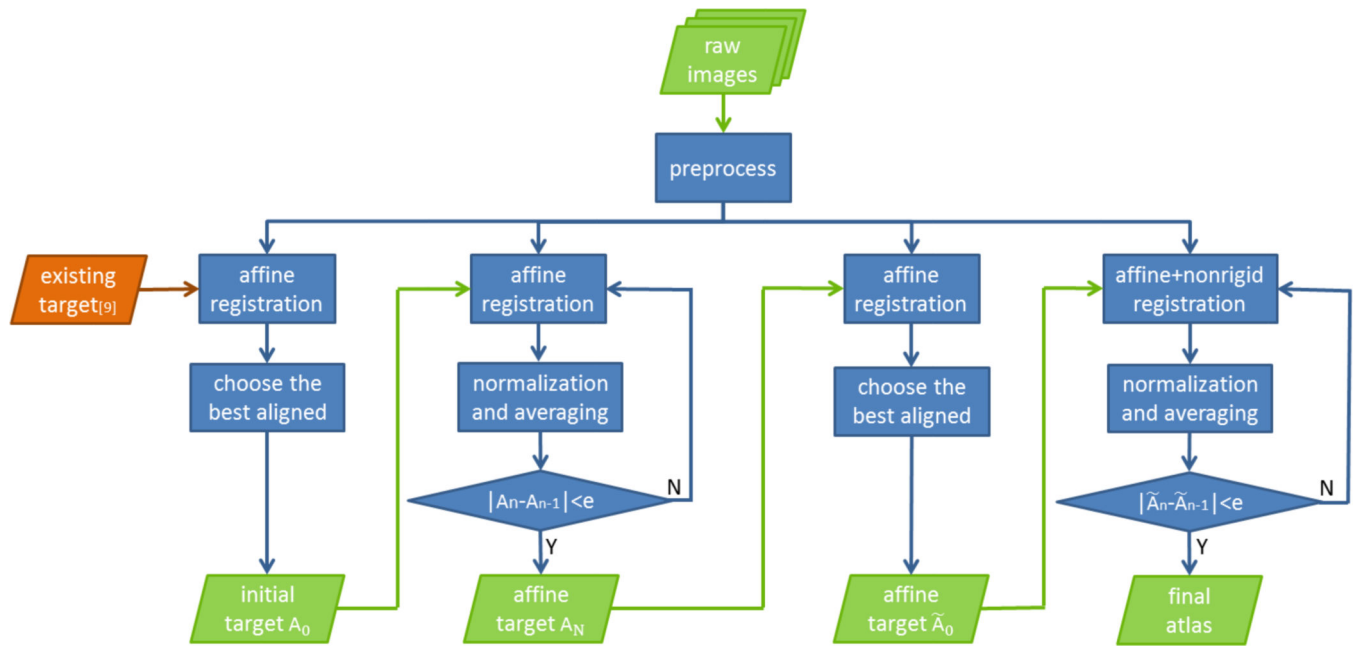 raw
images
preprocess
existing
target[9]
affine
registration
choose the
best aligned
initial
target A₀
affine
registration
normalization
and averaging
|An-An-1|<e
N
Y
affine
target AN
affine
registration
choose the
best aligned
affine
target Ã₀
affine+nonrigid
registration
normalization
and averaging
|Ãn-Ãn-1|<e
N
Y
final
atlas